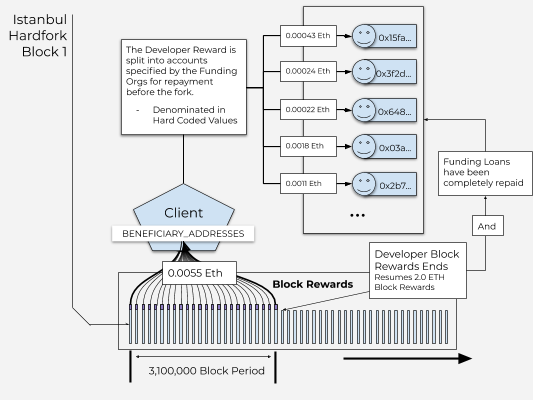 Istanbul
Hardfork
Block 1
The Developer Reward is
split into accounts
specified by the Funding
Orgs for repayment
before the fork.
- Denominated in
Hard Coded Values
0.00043 Eth
0x15fa...
0.00024 Eth
0x3f2d...
0.00022 Eth
0x648...
0.0018 Eth
0x03a...
0.0011 Eth
0x2b7...
...
Funding Loans
have been
completely repaid
And
Client
BENEFICIARY_ADDRESSES
Developer Block
Rewards Ends
Resumes 2.0 ETH
Block Rewards
0.0055 Eth
Block Rewards
3,100,000 Block Period